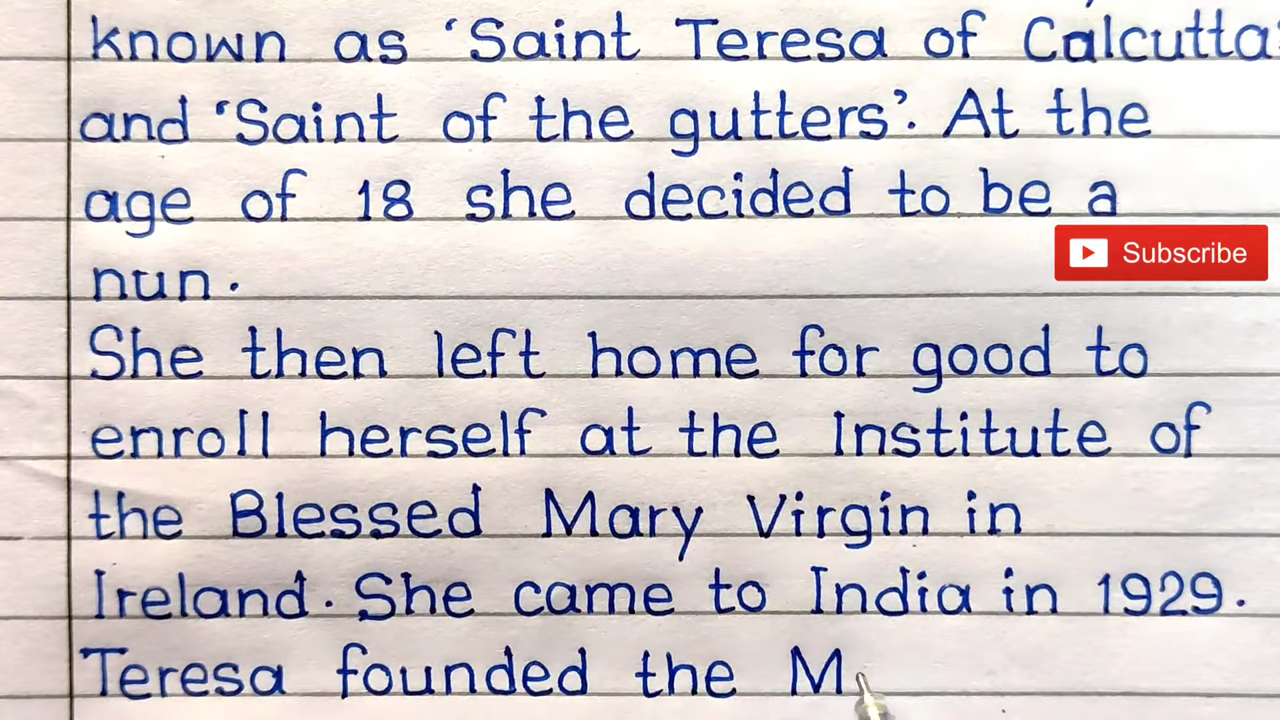 known as 'Saint Teresa of Calcutta'
and 'Saint of the gutters'. At the
age of 18 she decided to be a
Subscribe
nun.
She then left home for good to
enroll herself at the Institute of
the Blessed Mary Virgin in
Ireland. She came to India in 1929.
Teresa founded the M